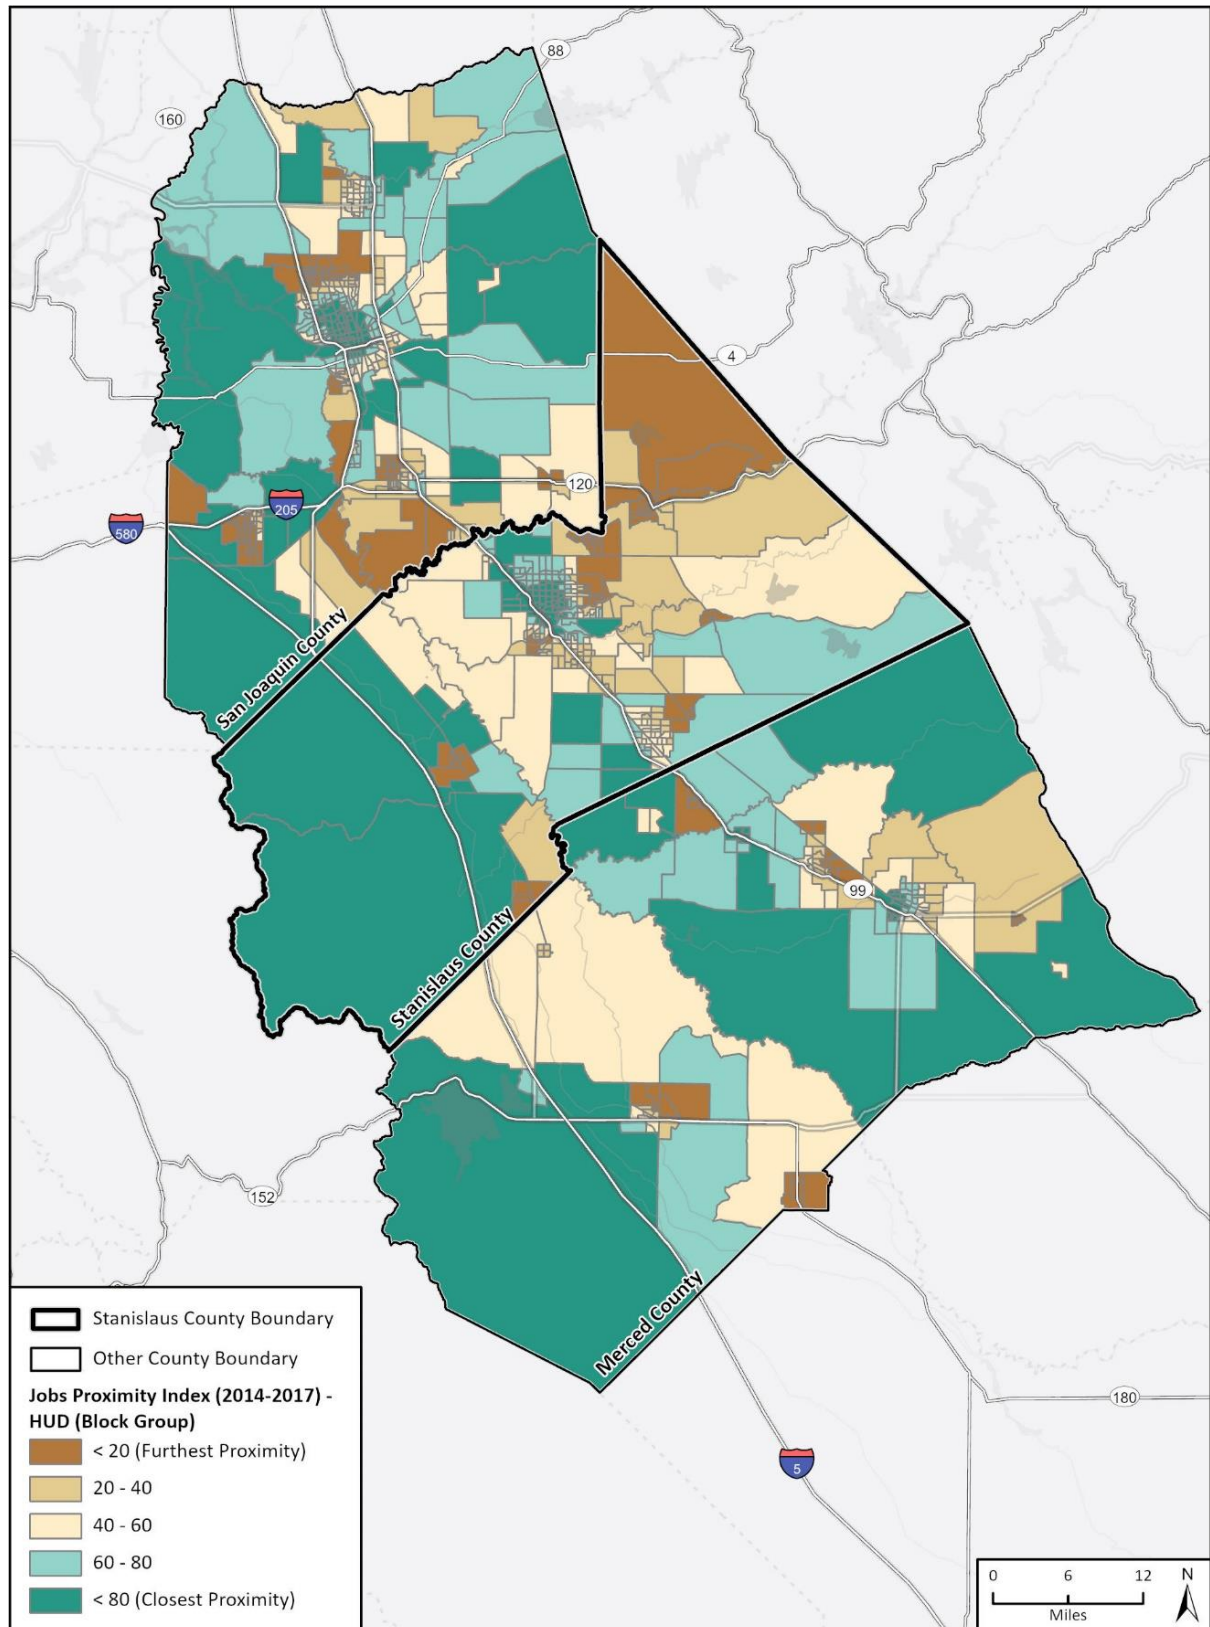 88
160
4
120
205
580
San Joaquin County
99
Stanislaus County
152
Merced County
180
5
Stanislaus County Boundary
Other County Boundary
Jobs Proximity Index (2014-2017) -
HUD (Block Group)
< 20 (Furthest Proximity)
20 - 40
40 - 60
60 - 80
< 80 (Closest Proximity)
0 6 12
Miles
N